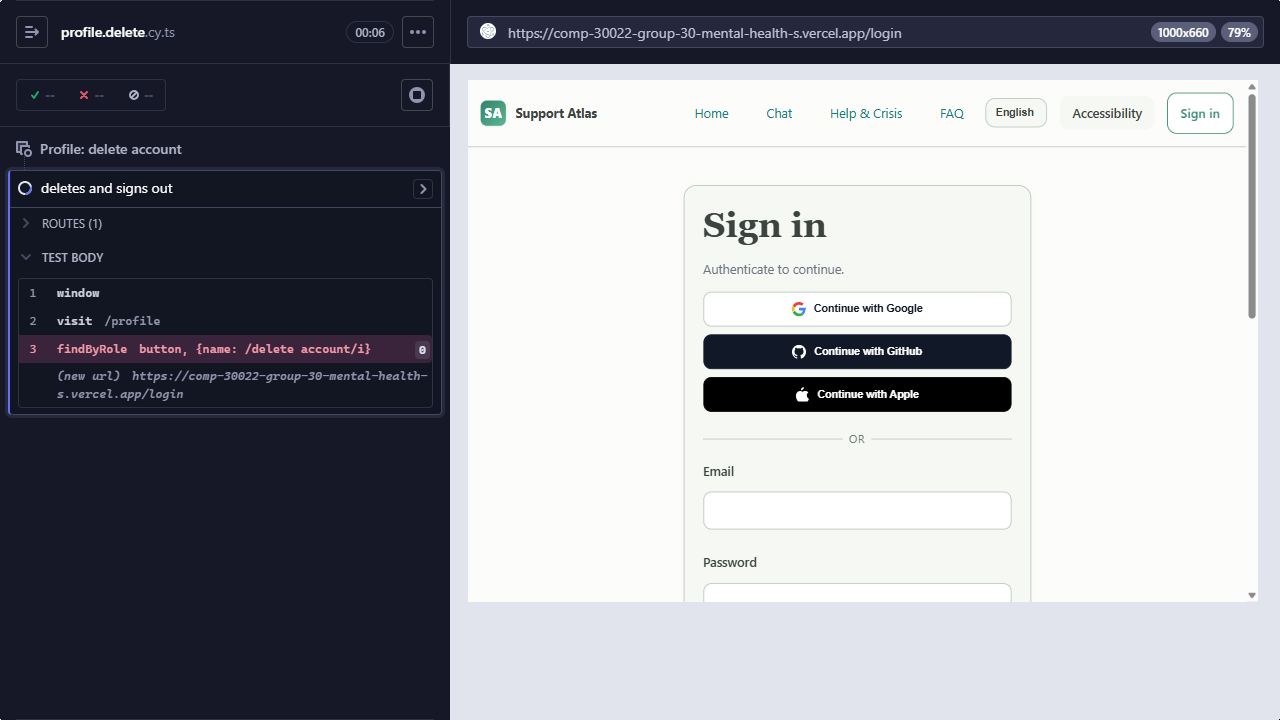 profile.delete.cy.ts
00:06
https://comp-30022-group-30-mental-health-s.vercel.app/login
1000x660
79%
--
--
--
Profile: delete account
deletes and signs out
ROUTES (1)
TEST BODY
1 window
2 visit /profile
3 findByRole button, {name: /delete account/i} 0
(new url) https://comp-30022-group-30-mental-health-
s.vercel.app/login
SA Support Atlas
Home
Chat
Help & Crisis
FAQ
English
Accessibility
Sign in
Sign in
Authenticate to continue.
Continue with Google
Continue with GitHub
Continue with Apple
OR
Email
Password